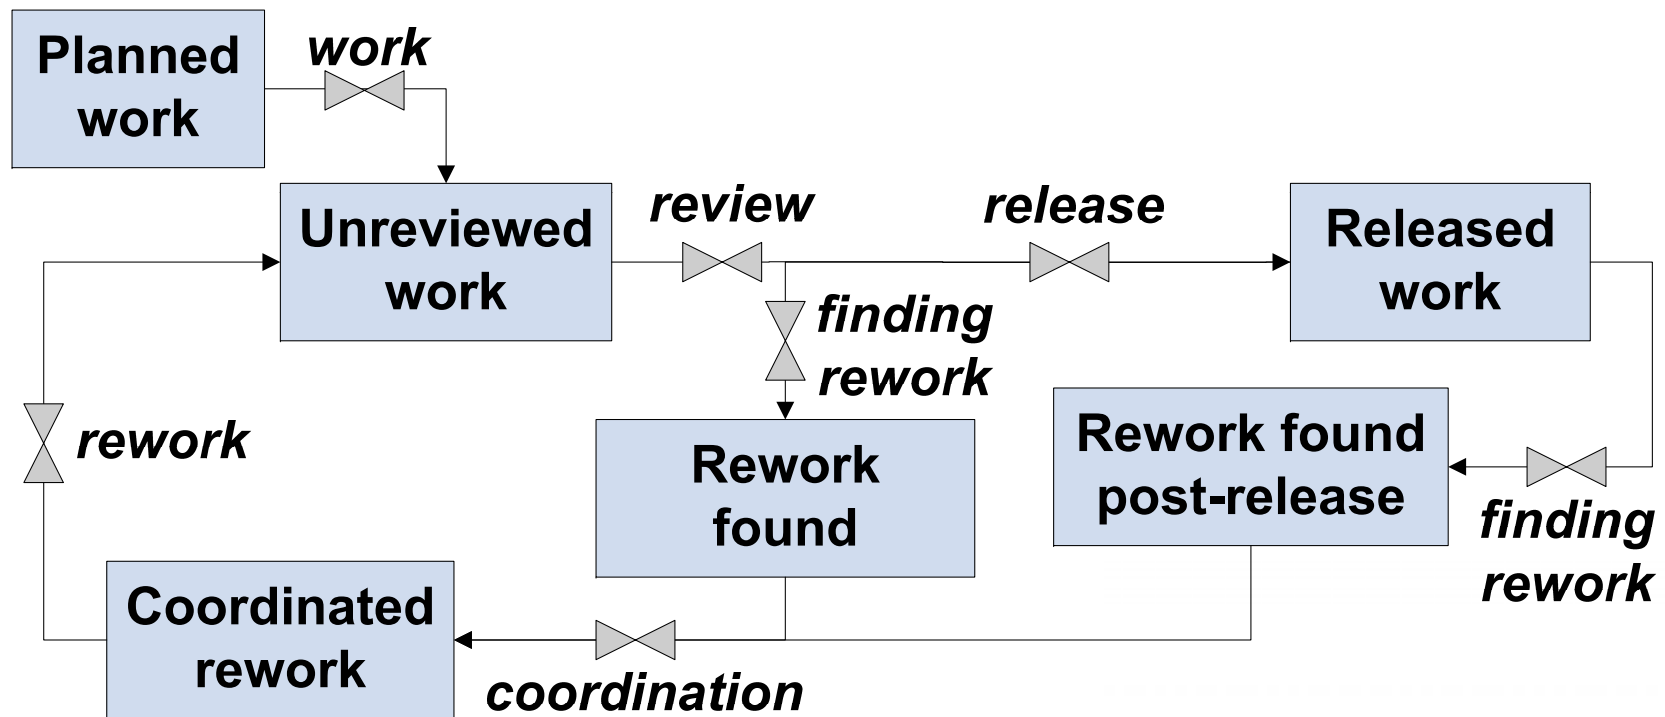 Planned
work
work
Unreviewed
work
review
release
Released
work
finding
rework
rework
Rework
found
Rework found
post-release
finding
rework
Coordinated
rework
coordination